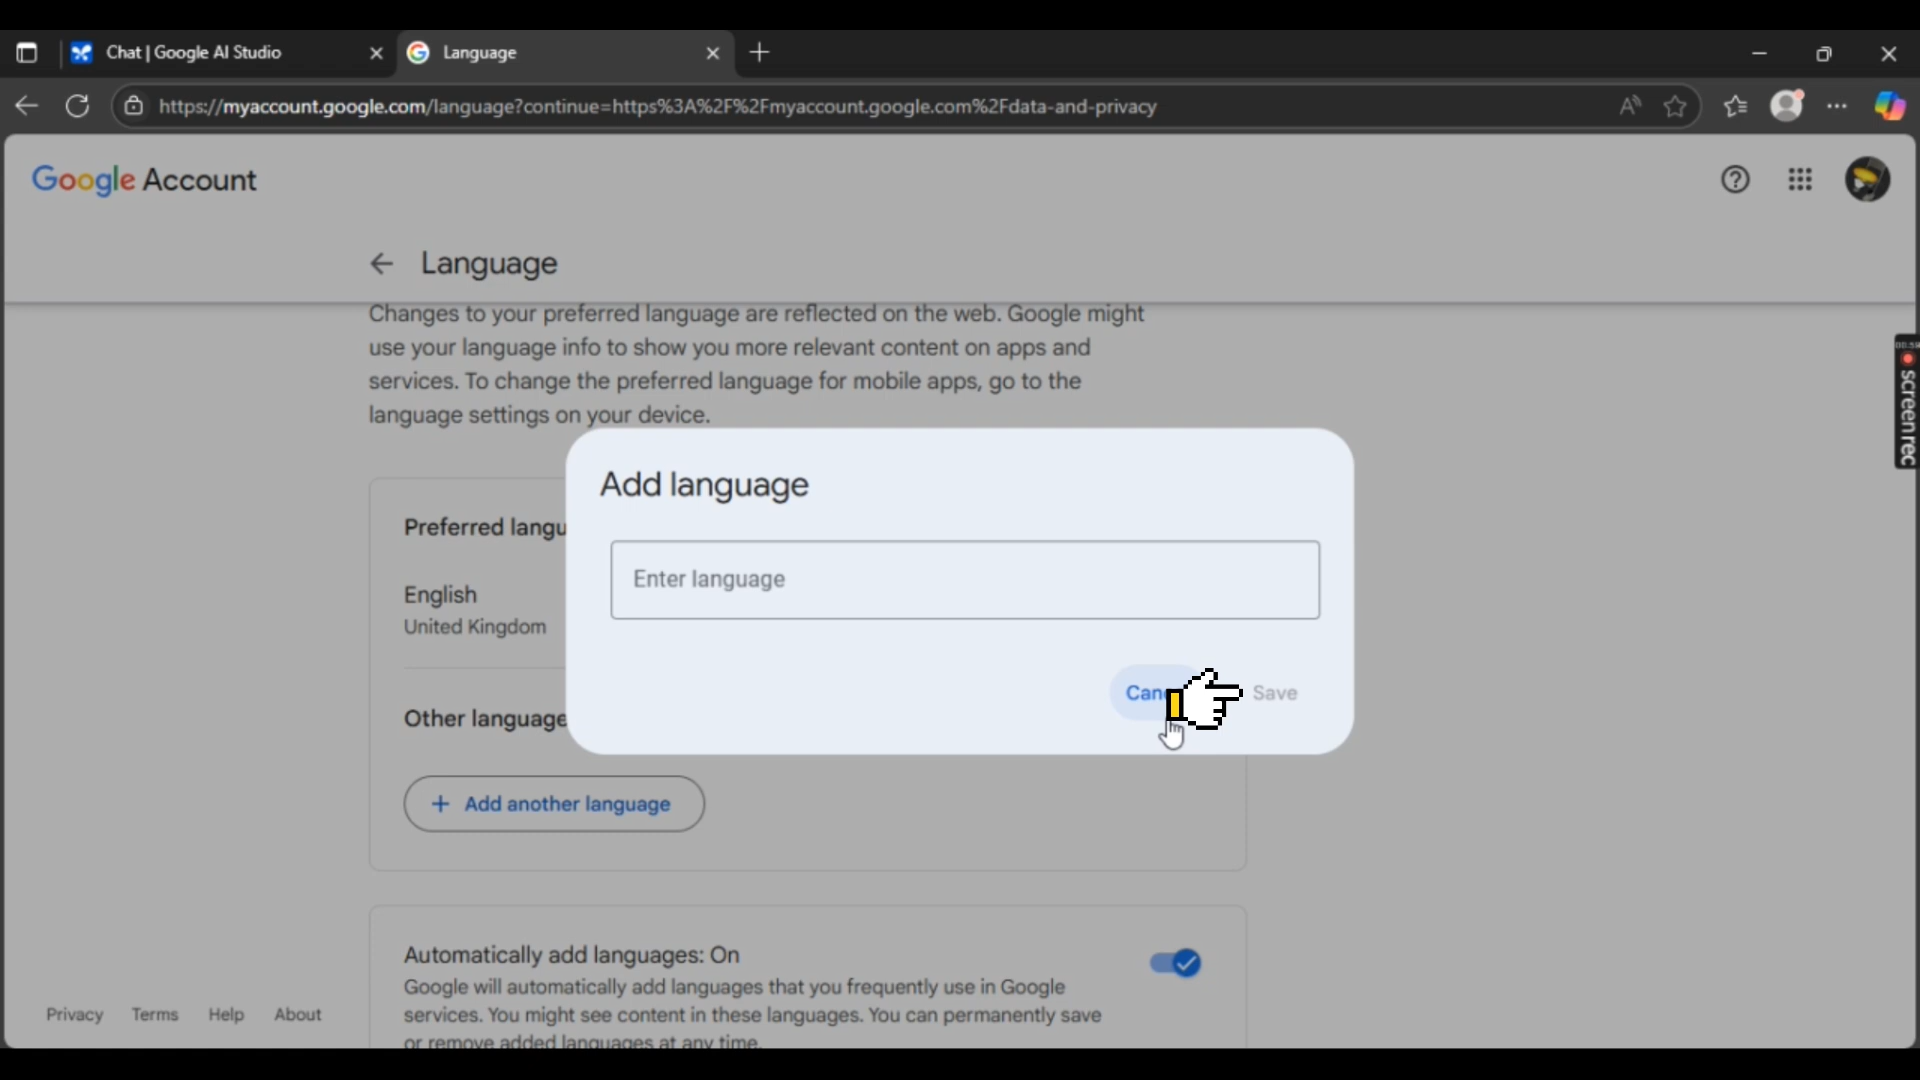 Chat | Google AI Studio
Language
https://myaccount.google.com/language?continue=https%3A%2F%2Fmyaccount.google.com%2Fdata-and-privacy
Google Account
Language
Changes to your preferred language are reflected on the web. Google might
use your language info to show you more relevant content on apps and
services. To change the preferred language for mobile apps, go to the
language settings on your device.
Add language
Preferred langu
Enter language
English
United Kingdom
Canc
Save
Other language
+ Add another language
Automatically add languages: On
Google will automatically add languages that you frequently use in Google
services. You might see content in these languages. You can permanently save
or remove added languages at any time.
Privacy
Terms
Help
About
screenrec